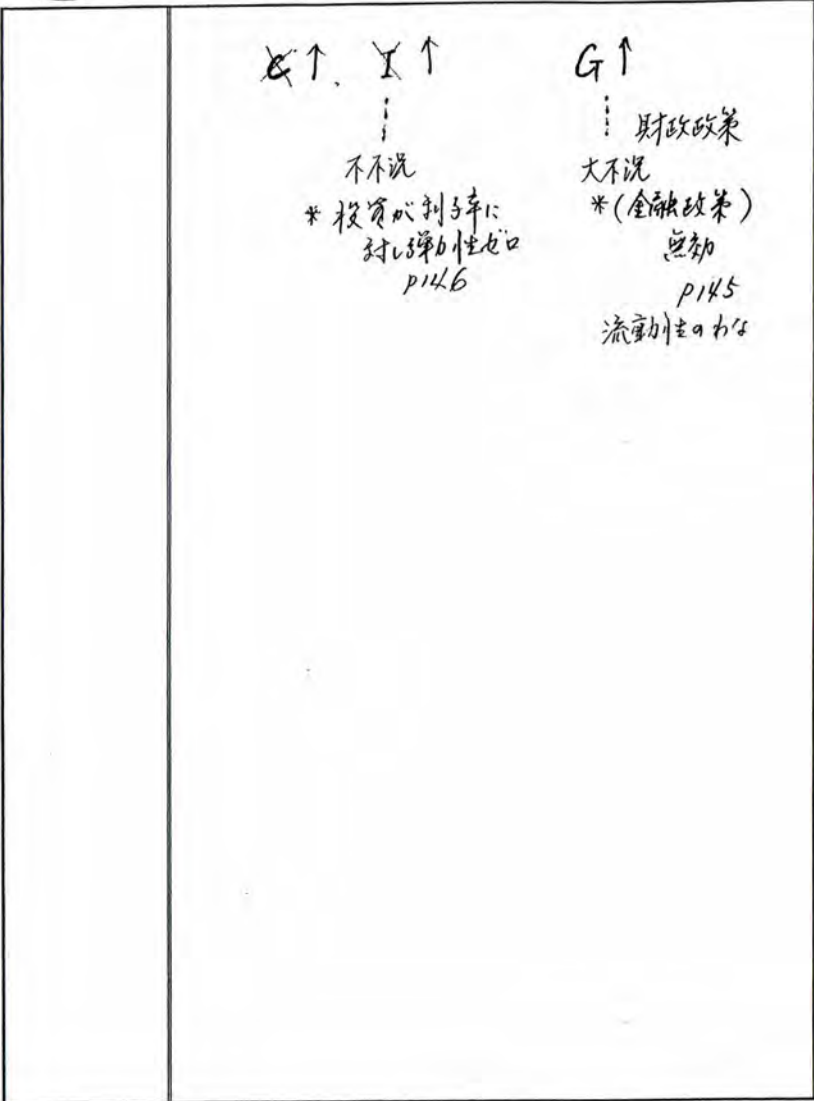 C↑. I↑ G↑
財政政策
不不況
大不況
* 投資が利子率に
対し弾力性ゼロ
p146
*(金融政策)
無効
p145
流動性のわな